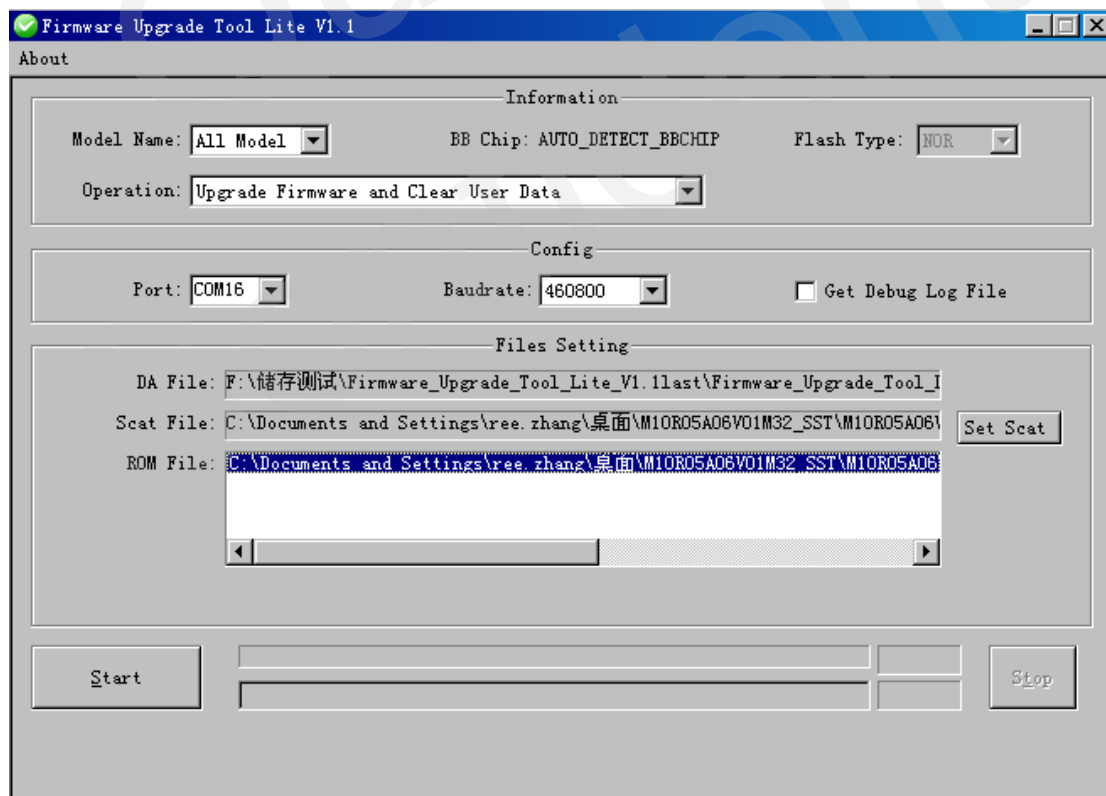 Firmware Upgrade Tool Lite V1.1
About
Information
Model Name: All Model BB Chip: AUTO_DETECT_BBCHIP Flash Type: NOR
Operation: Upgrade Firmware and Clear User Data
Config
Port: COM16 Baudrate: 460800 Get Debug Log File
Files Setting
DA File: F:\储存测试\Firmware_Upgrade_Tool_Lite_V1.1last\Firmware_Upgrade_Tool_
Scat File: C:\Documents and Settings\ree.zhang\桌面\M10R05A06V01M32_SST\M10R05A06 Set Scat
ROM File: C:\Documents and Settings\ree.zhang\桌面\M10R05A06V01M32_SST\M10R05A06
Start Stop